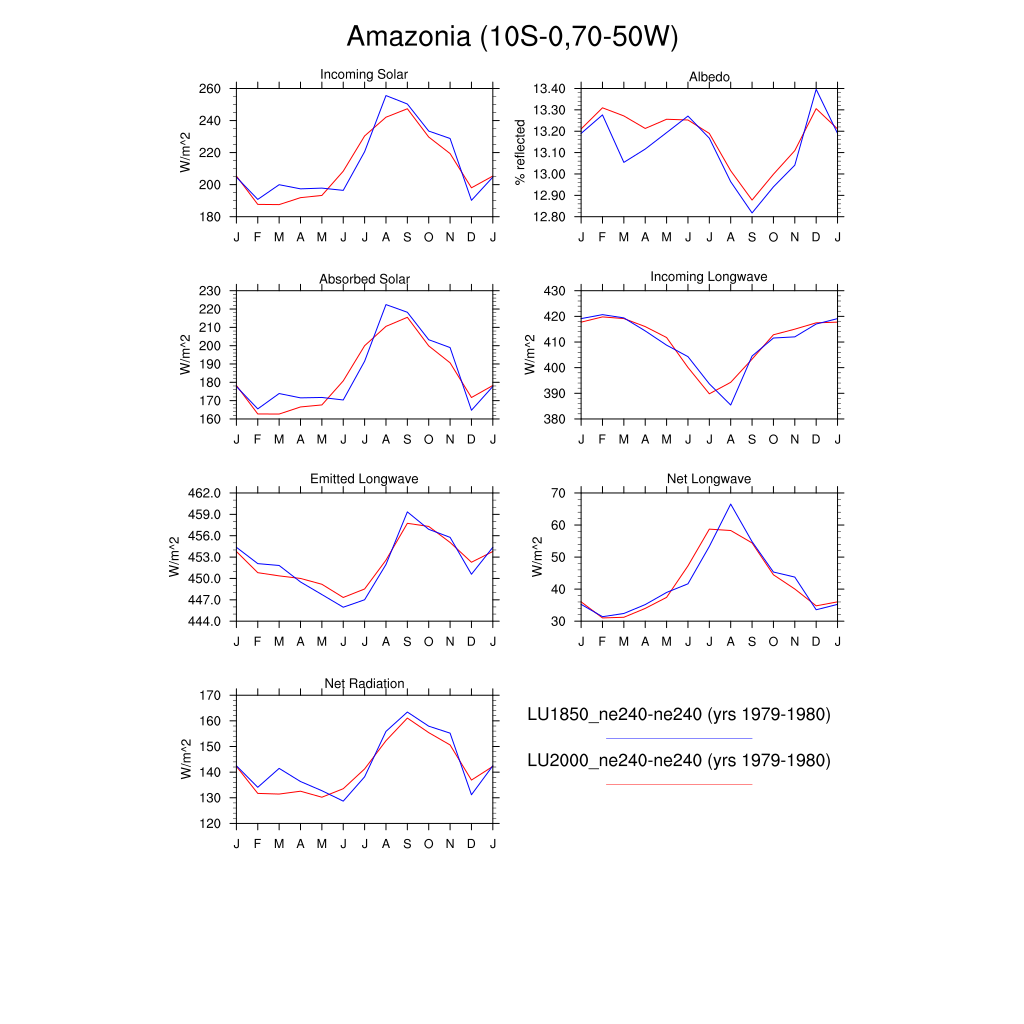 Amazonia (10S-0,70-50W)
Incoming Solar
W/m^2
260
240
220
200
180
J F M A M J J A S O N D J
Albedo
% reflected
13.40
13.30
13.20
13.10
13.00
12.90
12.80
J F M A M J J A S O N D J
Absorbed Solar
W/m^2
230
220
210
200
190
180
170
160
J F M A M J J A S O N D J
Incoming Longwave
W/m^2
430
420
410
400
390
380
J F M A M J J A S O N D J
Emitted Longwave
W/m^2
462.0
459.0
456.0
453.0
450.0
447.0
444.0
J F M A M J J A S O N D J
Net Longwave
W/m^2
70
60
50
40
30
J F M A M J J A S O N D J
Net Radiation
W/m^2
170
160
150
140
130
120
J F M A M J J A S O N D J
LU1850_ne240-ne240 (yrs 1979-1980)
LU2000_ne240-ne240 (yrs 1979-1980)